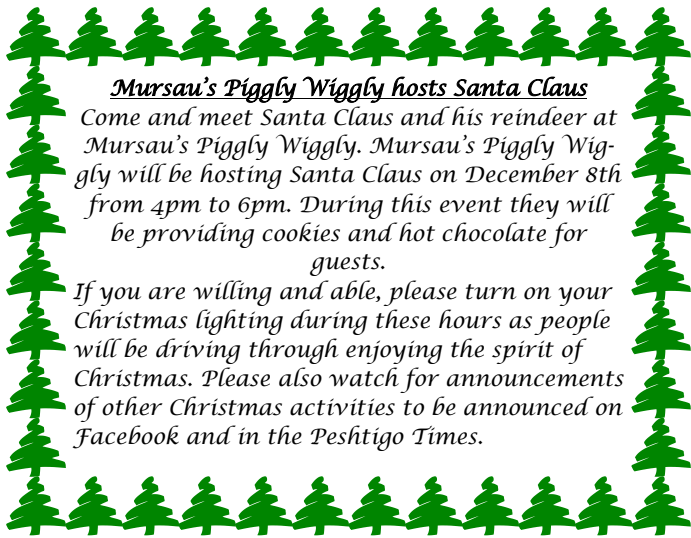 Mursau's Piggly Wiggly hosts Santa Claus
Come and meet Santa Claus and his reindeer at
Mursau's Piggly Wiggly. Mursau's Piggly Wig-
gly will be hosting Santa Claus on December 8th
from 4pm to 6pm. During this event they will
be providing cookies and hot chocolate for
guests.
If you are willing and able, please turn on your
Christmas lighting during these hours as people
will be driving through enjoying the spirit of
Christmas. Please also watch for announcements
of other Christmas activities to be announced on
Facebook and in the Peshtigo Times.